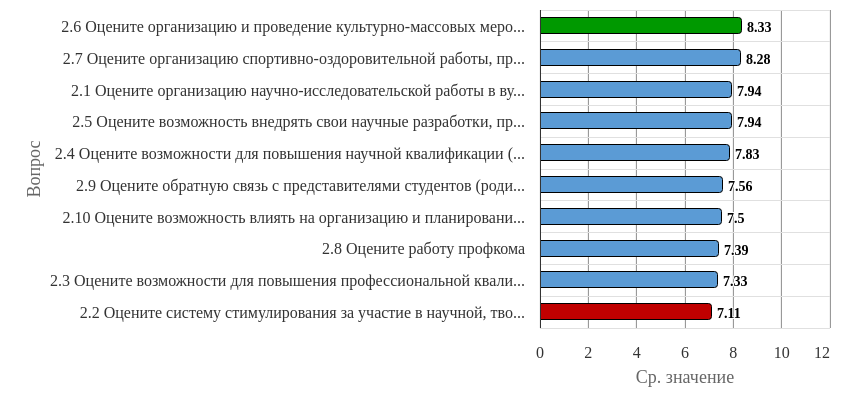 2.6 Оцените организацию и проведение культурно-массовых меро... 8.33
2.7 Оцените организацию спортивно-оздоровительной работы, пр... 8.28
2.1 Оцените организацию научно-исследовательской работы в ву... 7.94
2.5 Оцените возможность внедрять свои научные разработки, пр... 7.94
2.4 Оцените возможности для повышения научной квалификации (... 7.83
2.9 Оцените обратную связь с представителями студентов (роди... 7.56
2.10 Оцените возможность влиять на организацию и планировани... 7.5
2.8 Оцените работу профкома 7.39
2.3 Оцените возможности для повышения профессиональной квали... 7.33
2.2 Оцените систему стимулирования за участие в научной, тво... 7.11
Вопрос
0 2 4 6 8 10 12
Ср. значение